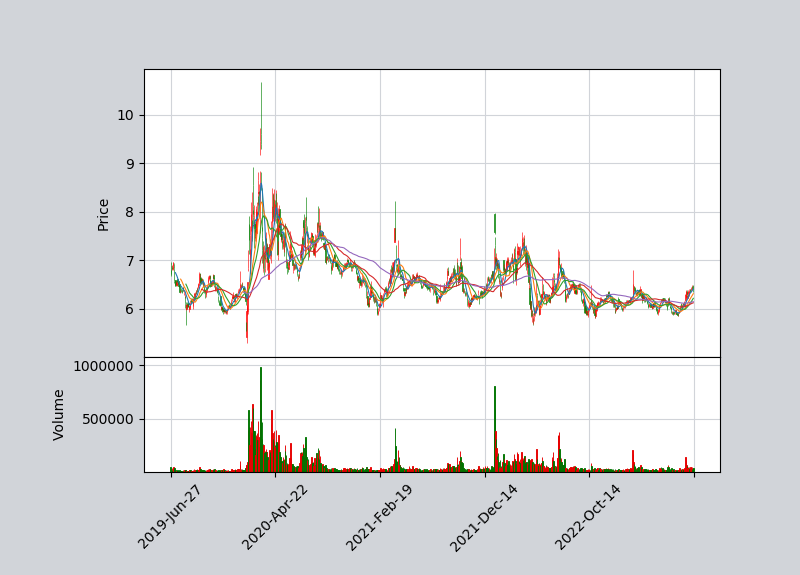 10
9
8
7
6
Price
1000000
500000
Volume
2019-Jun-27
2020-Apr-22
2021-Feb-19
2021-Dec-14
2022-Oct-14